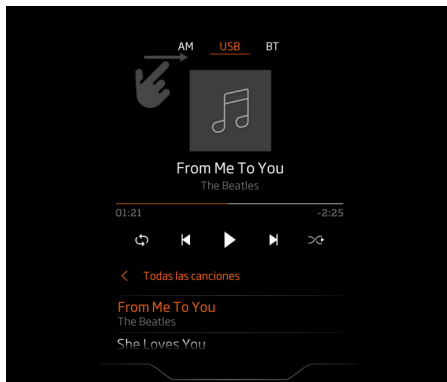 AM USB BT
From Me To You
The Beatles
01:21 -2:25
Todas las canciones
From Me To You
The Beatles
She Loves You